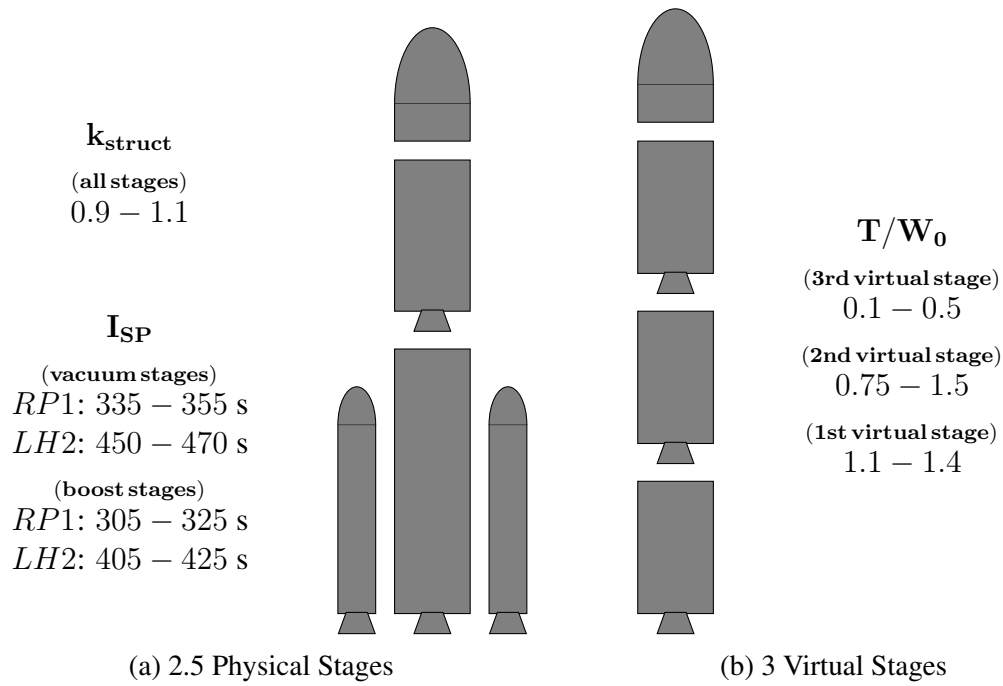 k_struct
(all stages)
0.9 – 1.1
I_SP
(vacuum stages)
RP1: 335 – 355 s
LH2: 450 – 470 s
(boost stages)
RP1: 305 – 325 s
LH2: 405 – 425 s
(a) 2.5 Physical Stages
T/W_0
(3rd virtual stage)
0.1 – 0.5
(2nd virtual stage)
0.75 – 1.5
(1st virtual stage)
1.1 – 1.4
(b) 3 Virtual Stages